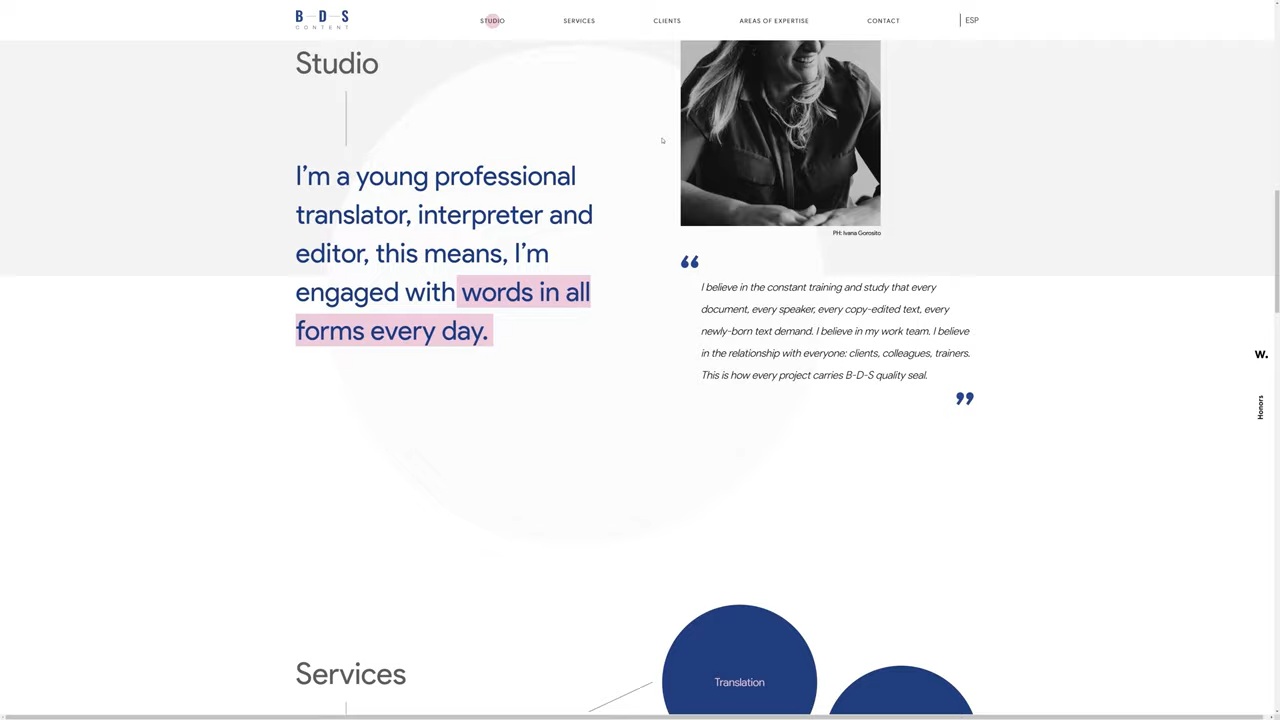 B-D-S
CONTENT
STUDIO
SERVICES
CLIENTS
AREAS OF EXPERTISE
CONTACT
ESP
Studio
I'm a young professional
translator, interpreter and
editor, this means, I'm
engaged with words in all
forms every day.
PH: Ivana Gorosito
“
I believe in the constant training and study that every
document, every speaker, every copy-edited text, every
newly-born text demand. I believe in my work team. I believe
in the relationship with everyone: clients, colleagues, trainers.
This is how every project carries B-D-S quality seal.
”
W.
Honors
Services
Translation